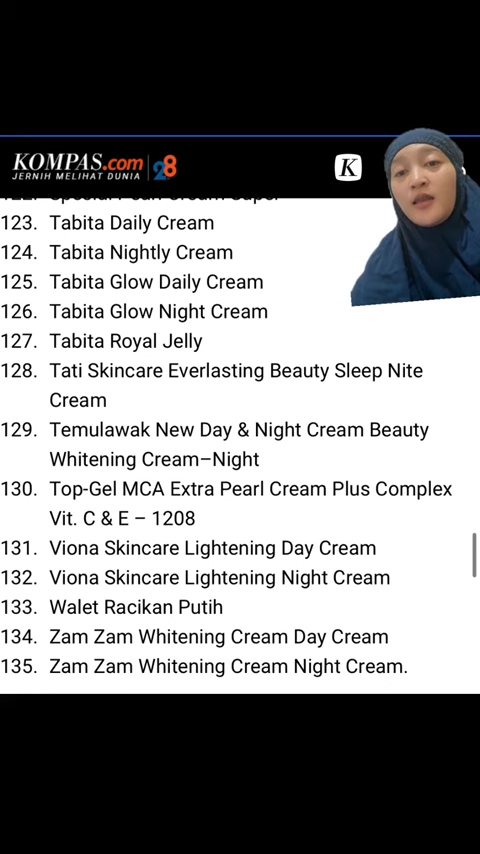 KOMPAS.com 28
JERNIH MELIHAT DUNIA
K
123. Tabita Daily Cream
124. Tabita Nightly Cream
125. Tabita Glow Daily Cream
126. Tabita Glow Night Cream
127. Tabita Royal Jelly
128. Tati Skincare Everlasting Beauty Sleep Nite
Cream
129. Temulawak New Day & Night Cream Beauty
Whitening Cream–Night
130. Top-Gel MCA Extra Pearl Cream Plus Complex
Vit. C & E – 1208
131. Viona Skincare Lightening Day Cream
132. Viona Skincare Lightening Night Cream
133. Walet Racikan Putih
134. Zam Zam Whitening Cream Day Cream
135. Zam Zam Whitening Cream Night Cream.